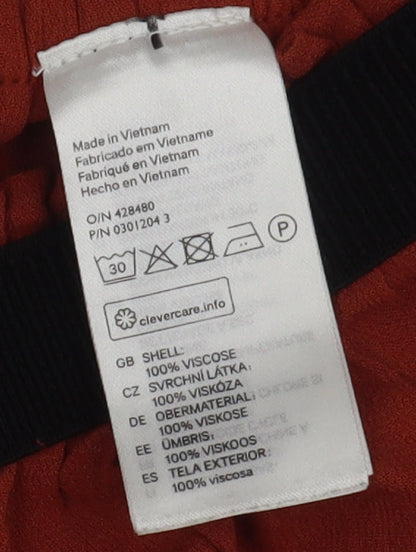 Made in Vietnam
Fabricado em Vietname
Fabriqué en Vietnam
Hecho en Vietnam
O/N 428480
P/N 0301204 3
30 P
clevercare.info
GB SHELL:
100% VISCOSE
CZ SVRCHNÍ LÁTKA:
100% VISKÓZA
DE OBERMATERIAL:
100% VISKOSE
EE ÜMBRIS:
100% VISKOOS
ES TELA EXTERIOR:
100% viscosa